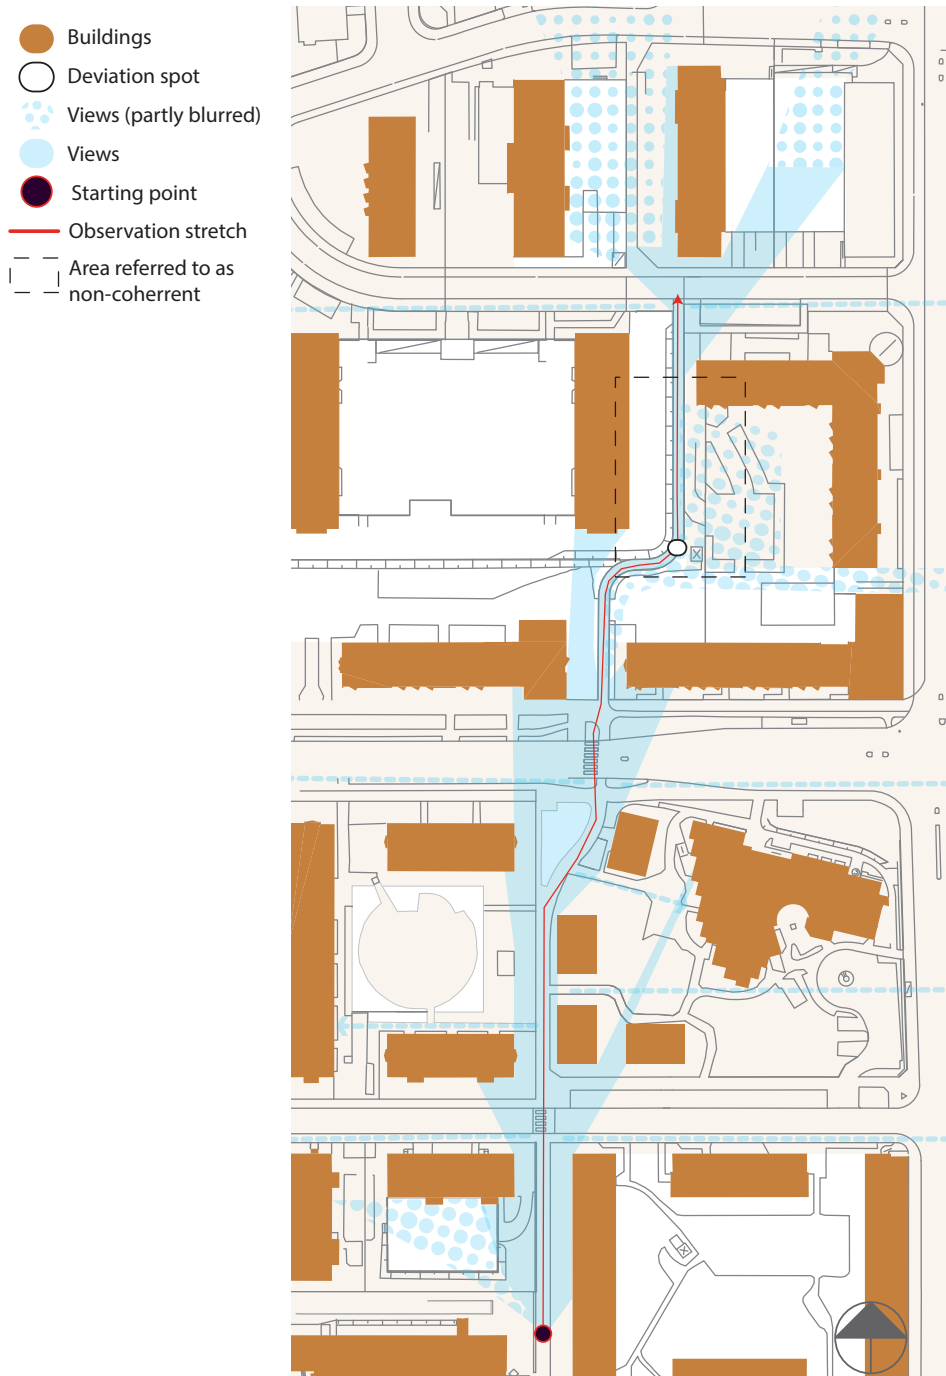 Buildings
Deviation spot
Views (partly blurred)
Views
Starting point
Observation stretch
Area referred to as
non-coherrent